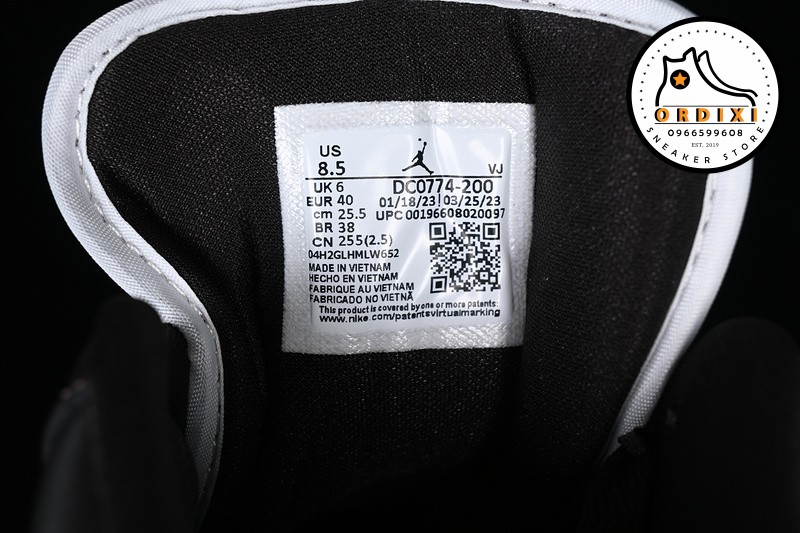 US
8.5
VJ
UK 6
DC0774-200
EUR 40
01/18/23 03/25/23
cm 25.5
UPC 00196608020097
BR 38
CN 255(2.5)
04H2GLHMLW652
MADE IN VIETNAM
HECHO EN VIETNAM
FABRIQUE AU VIETNAM
FABRICADO NO VIETNÃ
This product is covered by one or more patents:
www.nike.com/patentsvirtualmarking
ORDIXI
0966599608
EST. 2019
SNEAKER STORE